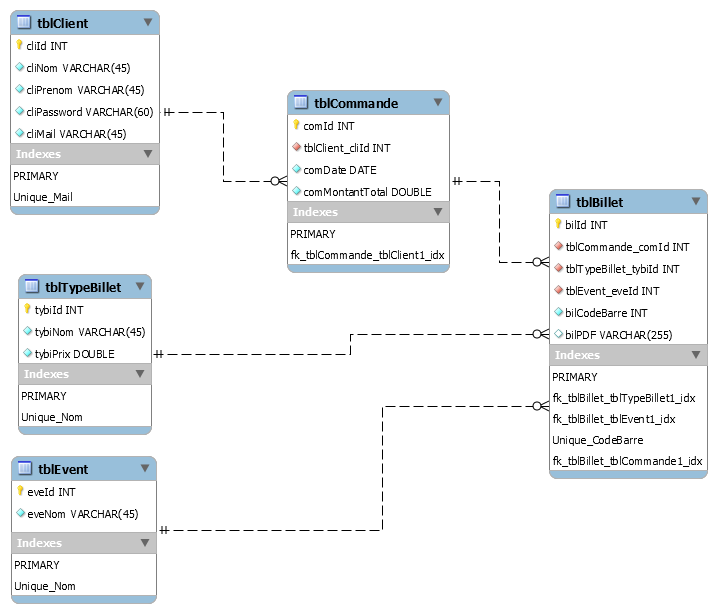 tblClient
cliId INT
cliNom VARCHAR(45)
cliPrenom VARCHAR(45)
cliPassword VARCHAR(60)
cliMail VARCHAR(45)
Indexes
PRIMARY
Unique_Mail
tblCommande
comId INT
tblClient_cliId INT
comDate DATE
comMontantTotal DOUBLE
Indexes
PRIMARY
fk_tblCommande_tblClient1_idx
tblBillet
bilId INT
tblCommande_comId INT
tblTypeBillet_tybiId INT
tblEvent_eveId INT
bilCodeBarre INT
bilPDF VARCHAR(255)
Indexes
PRIMARY
fk_tblBillet_tblTypeBillet1_idx
fk_tblBillet_tblEvent1_idx
Unique_CodeBarre
fk_tblBillet_tblCommande1_idx
tblTypeBillet
tybiId INT
tybiNom VARCHAR(45)
tybiPrix DOUBLE
Indexes
PRIMARY
Unique_Nom
tblEvent
eveId INT
eveNom VARCHAR(45)
Indexes
PRIMARY
Unique_Nom